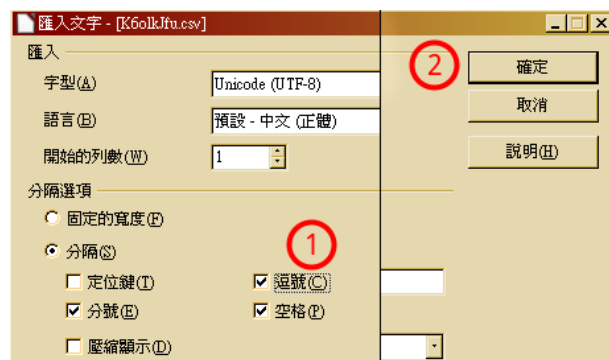 匯入文字 - [K6olkJfu.csv]
匯入
字型(A)
Unicode (UTF-8)
2
確定
語言(B)
預設 - 中文 (正體)
取消
開始的列數(W)
1
說明(H)
分隔選項
固定的寬度(F)
分隔(S)
1
定位鍵(T)
逗號(C)
分號(E)
空格(P)
壓縮顯示(D)